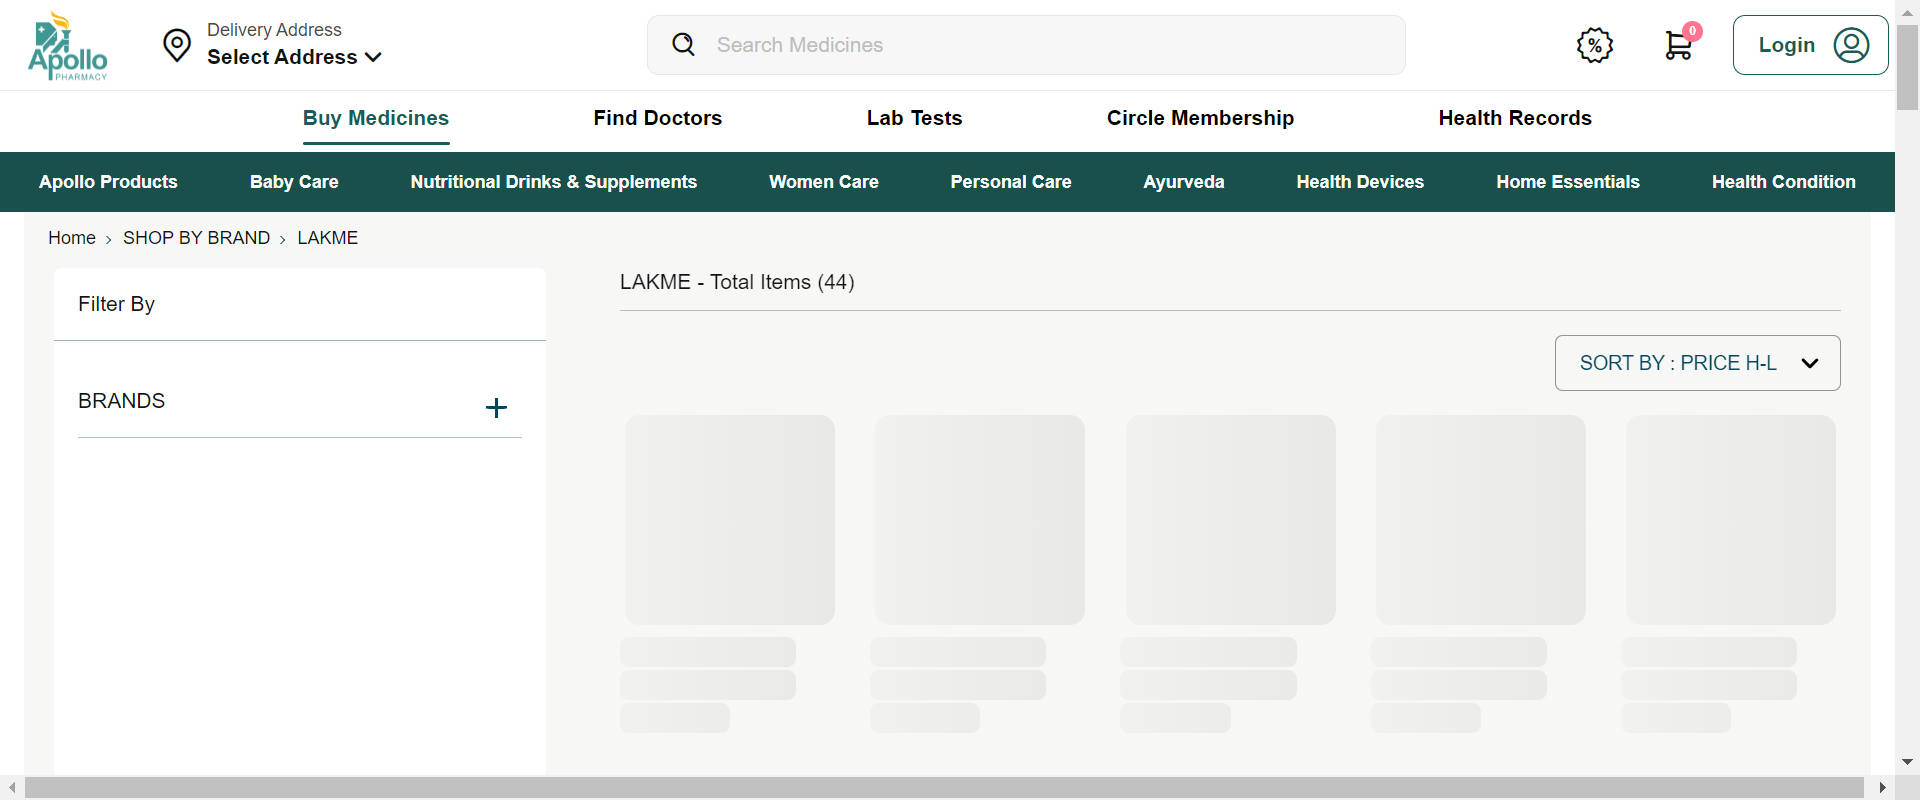 Apollo
PHARMACY
Delivery Address
Select Address
Search Medicines
%
0
Login
Buy Medicines
Find Doctors
Lab Tests
Circle Membership
Health Records
Apollo Products
Baby Care
Nutritional Drinks & Supplements
Women Care
Personal Care
Ayurveda
Health Devices
Home Essentials
Health Condition
Home › SHOP BY BRAND › LAKME
Filter By
BRANDS
LAKME - Total Items (44)
SORT BY : PRICE H-L